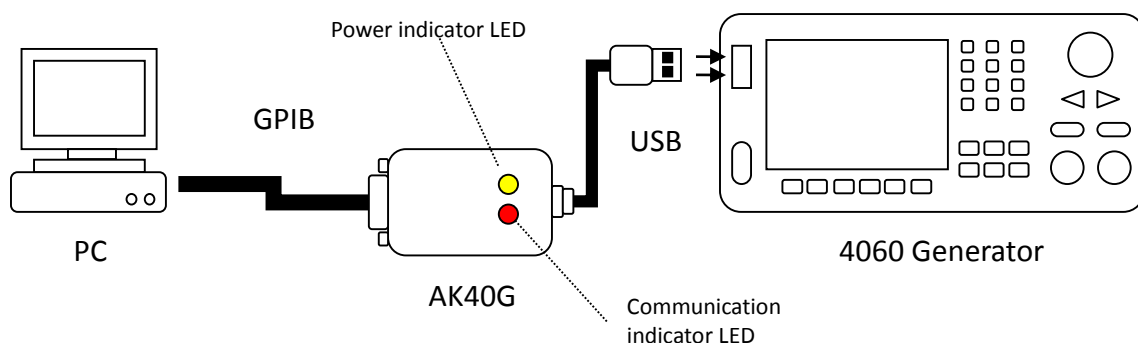 Power indicator LED
GPIB
USB
PC
4060 Generator
AK40G
Communication
indicator LED